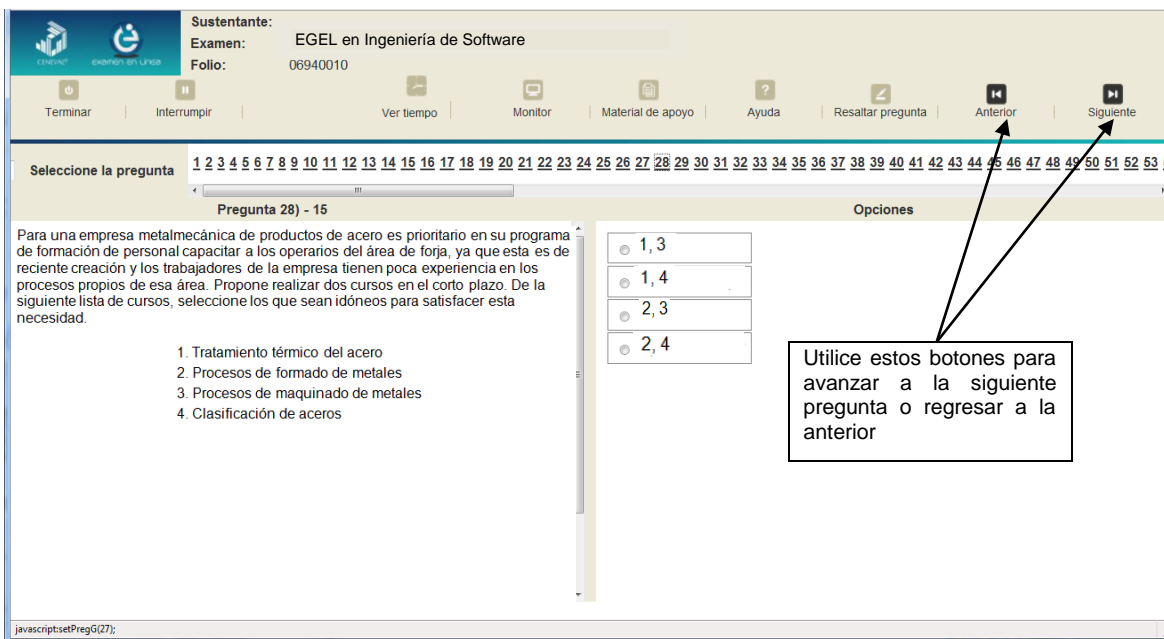 Sustentante:
Examen: EGEL en Ingeniería de Software
Folio: 06940010
CENEVAL
examen en línea
Terminar
Interrumpir
Ver tiempo
Monitor
Material de apoyo
Ayuda
Resaltar pregunta
Anterior
Siguiente
Seleccione la pregunta
1 2 3 4 5 6 7 8 9 10 11 12 13 14 15 16 17 18 19 20 21 22 23 24 25 26 27 28 29 30 31 32 33 34 35 36 37 38 39 40 41 42 43 44 45 46 47 48 49 50 51 52 53
Pregunta 28) - 15
Opciones
Para una empresa metalmecánica de productos de acero es prioritario en su programa
de formación de personal capacitar a los operarios del área de forja, ya que esta es de
reciente creación y los trabajadores de la empresa tienen poca experiencia en los
procesos propios de esa área. Propone realizar dos cursos en el corto plazo. De la
siguiente lista de cursos, seleccione los que sean idóneos para satisfacer esta
necesidad.
1. Tratamiento térmico del acero
2. Procesos de formado de metales
3. Procesos de maquinado de metales
4. Clasificación de aceros
1, 3
1, 4
2, 3
2, 4
Utilice estos botones para
avanzar a la siguiente
pregunta o regresar a la
anterior
javascript:setPregG(27);